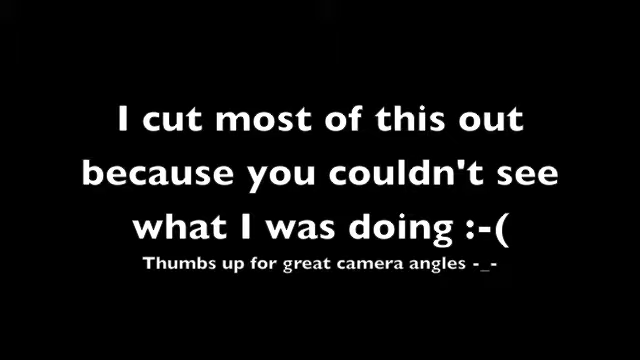 I cut most of this out
because you couldn't see
what I was doing :-(
Thumbs up for great camera angles -_-